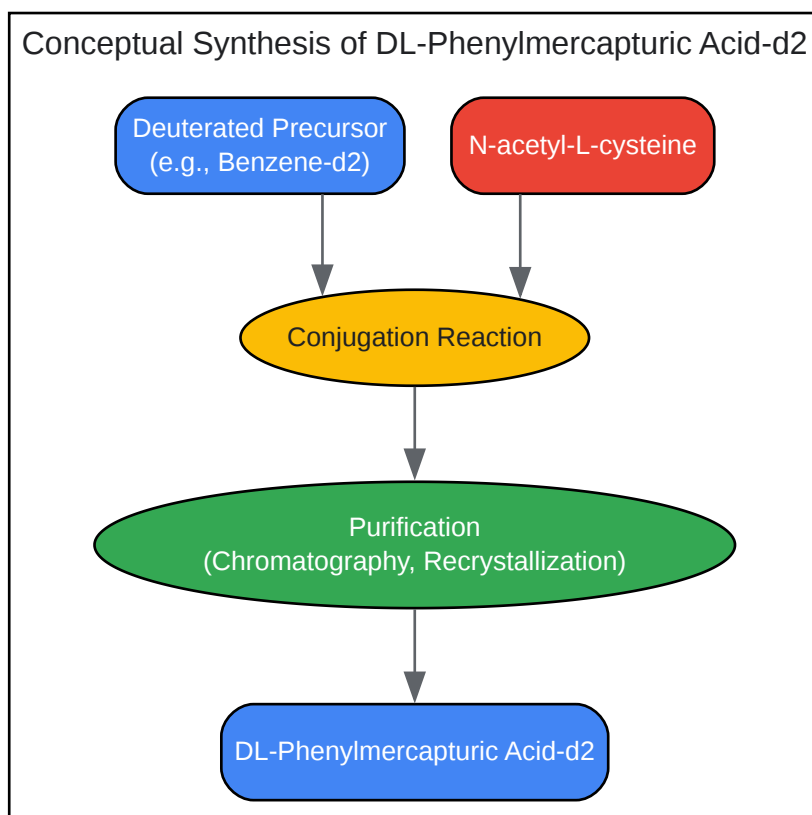 Conceptual Synthesis of DL-Phenylmercapturic Acid-d2
Deuterated Precursor
(e.g., Benzene-d2)
N-acetyl-L-cysteine
Conjugation Reaction
Purification
(Chromatography, Recrystallization)
DL-Phenylmercapturic Acid-d2